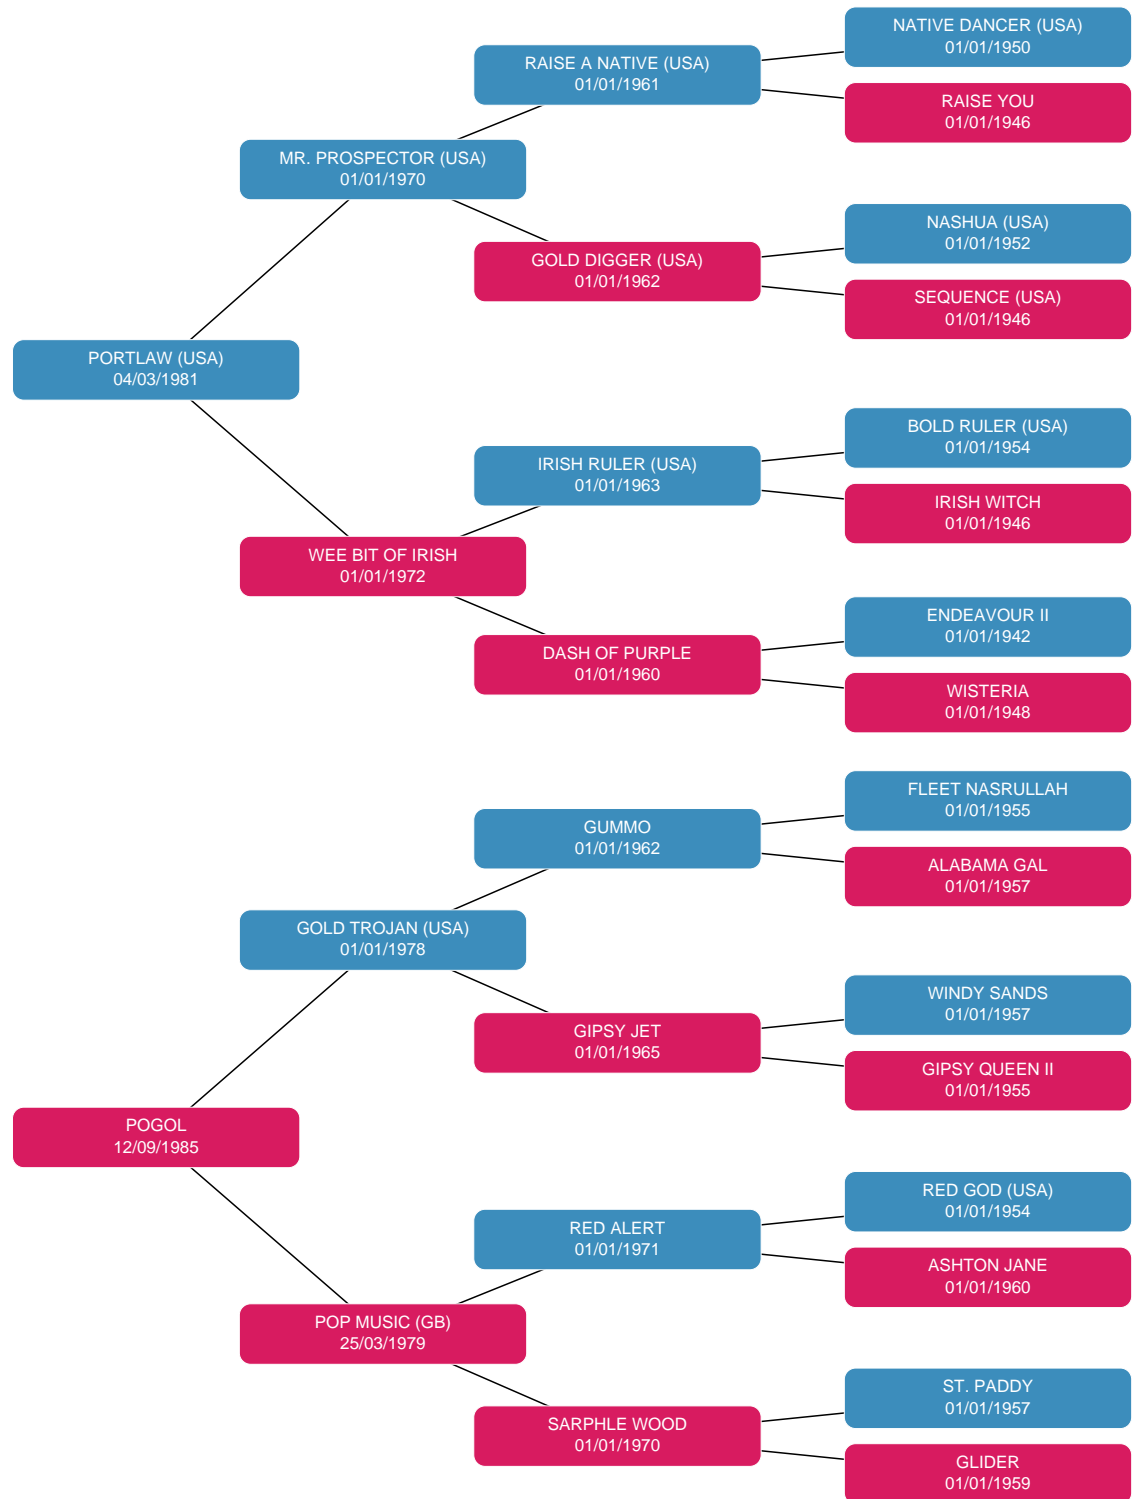 NATIVE DANCER (USA)
01/01/1950
RAISE A NATIVE (USA)
01/01/1961
RAISE YOU
01/01/1946
MR. PROSPECTOR (USA)
01/01/1970
NASHUA (USA)
01/01/1952
GOLD DIGGER (USA)
01/01/1962
SEQUENCE (USA)
01/01/1946
PORTLAW (USA)
04/03/1981
BOLD RULER (USA)
01/01/1954
IRISH RULER (USA)
01/01/1963
IRISH WITCH
01/01/1946
WEE BIT OF IRISH
01/01/1972
ENDEAVOUR II
01/01/1942
DASH OF PURPLE
01/01/1960
WISTERIA
01/01/1948
FLEET NASRULLAH
01/01/1955
GUMMO
01/01/1962
ALABAMA GAL
01/01/1957
GOLD TROJAN (USA)
01/01/1978
WINDY SANDS
01/01/1957
GIPSY JET
01/01/1965
GIPSY QUEEN II
01/01/1955
POGOL
12/09/1985
RED GOD (USA)
01/01/1954
RED ALERT
01/01/1971
ASHTON JANE
01/01/1960
POP MUSIC (GB)
25/03/1979
ST. PADDY
01/01/1957
SARPHLE WOOD
01/01/1970
GLIDER
01/01/1959